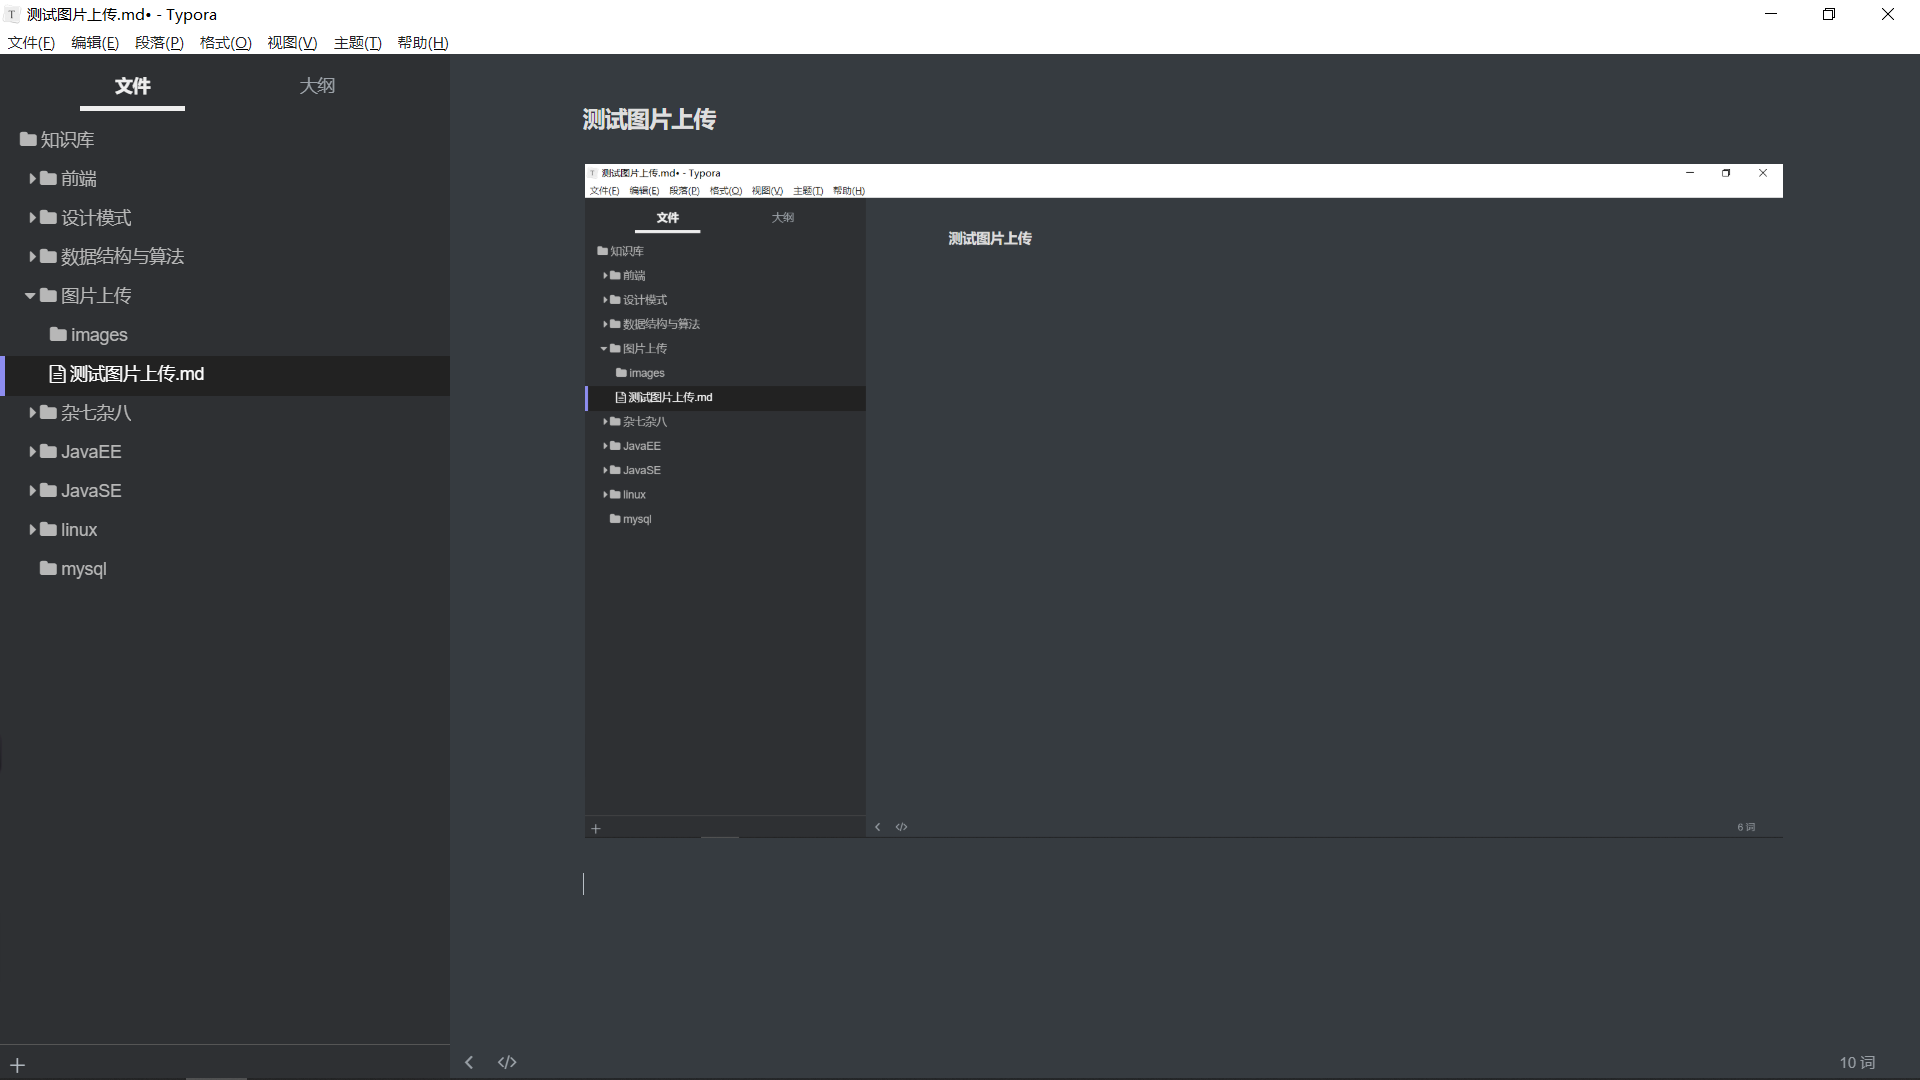 T 测试图片上传.md• - Typora
文件(F) 编辑(E) 段落(P) 格式(O) 视图(V) 主题(T) 帮助(H)
文件 大纲
知识库
前端
设计模式
数据结构与算法
图片上传
images
测试图片上传.md
杂七杂八
JavaEE
JavaSE
linux
mysql
测试图片上传
T 测试图片上传.md• - Typora
文件(F) 编辑(E) 段落(P) 格式(O) 视图(V) 主题(T) 帮助(H)
文件 大纲
知识库
前端
设计模式
数据结构与算法
图片上传
images
测试图片上传.md
杂七杂八
JavaEE
JavaSE
linux
mysql
测试图片上传
6 词
10 词